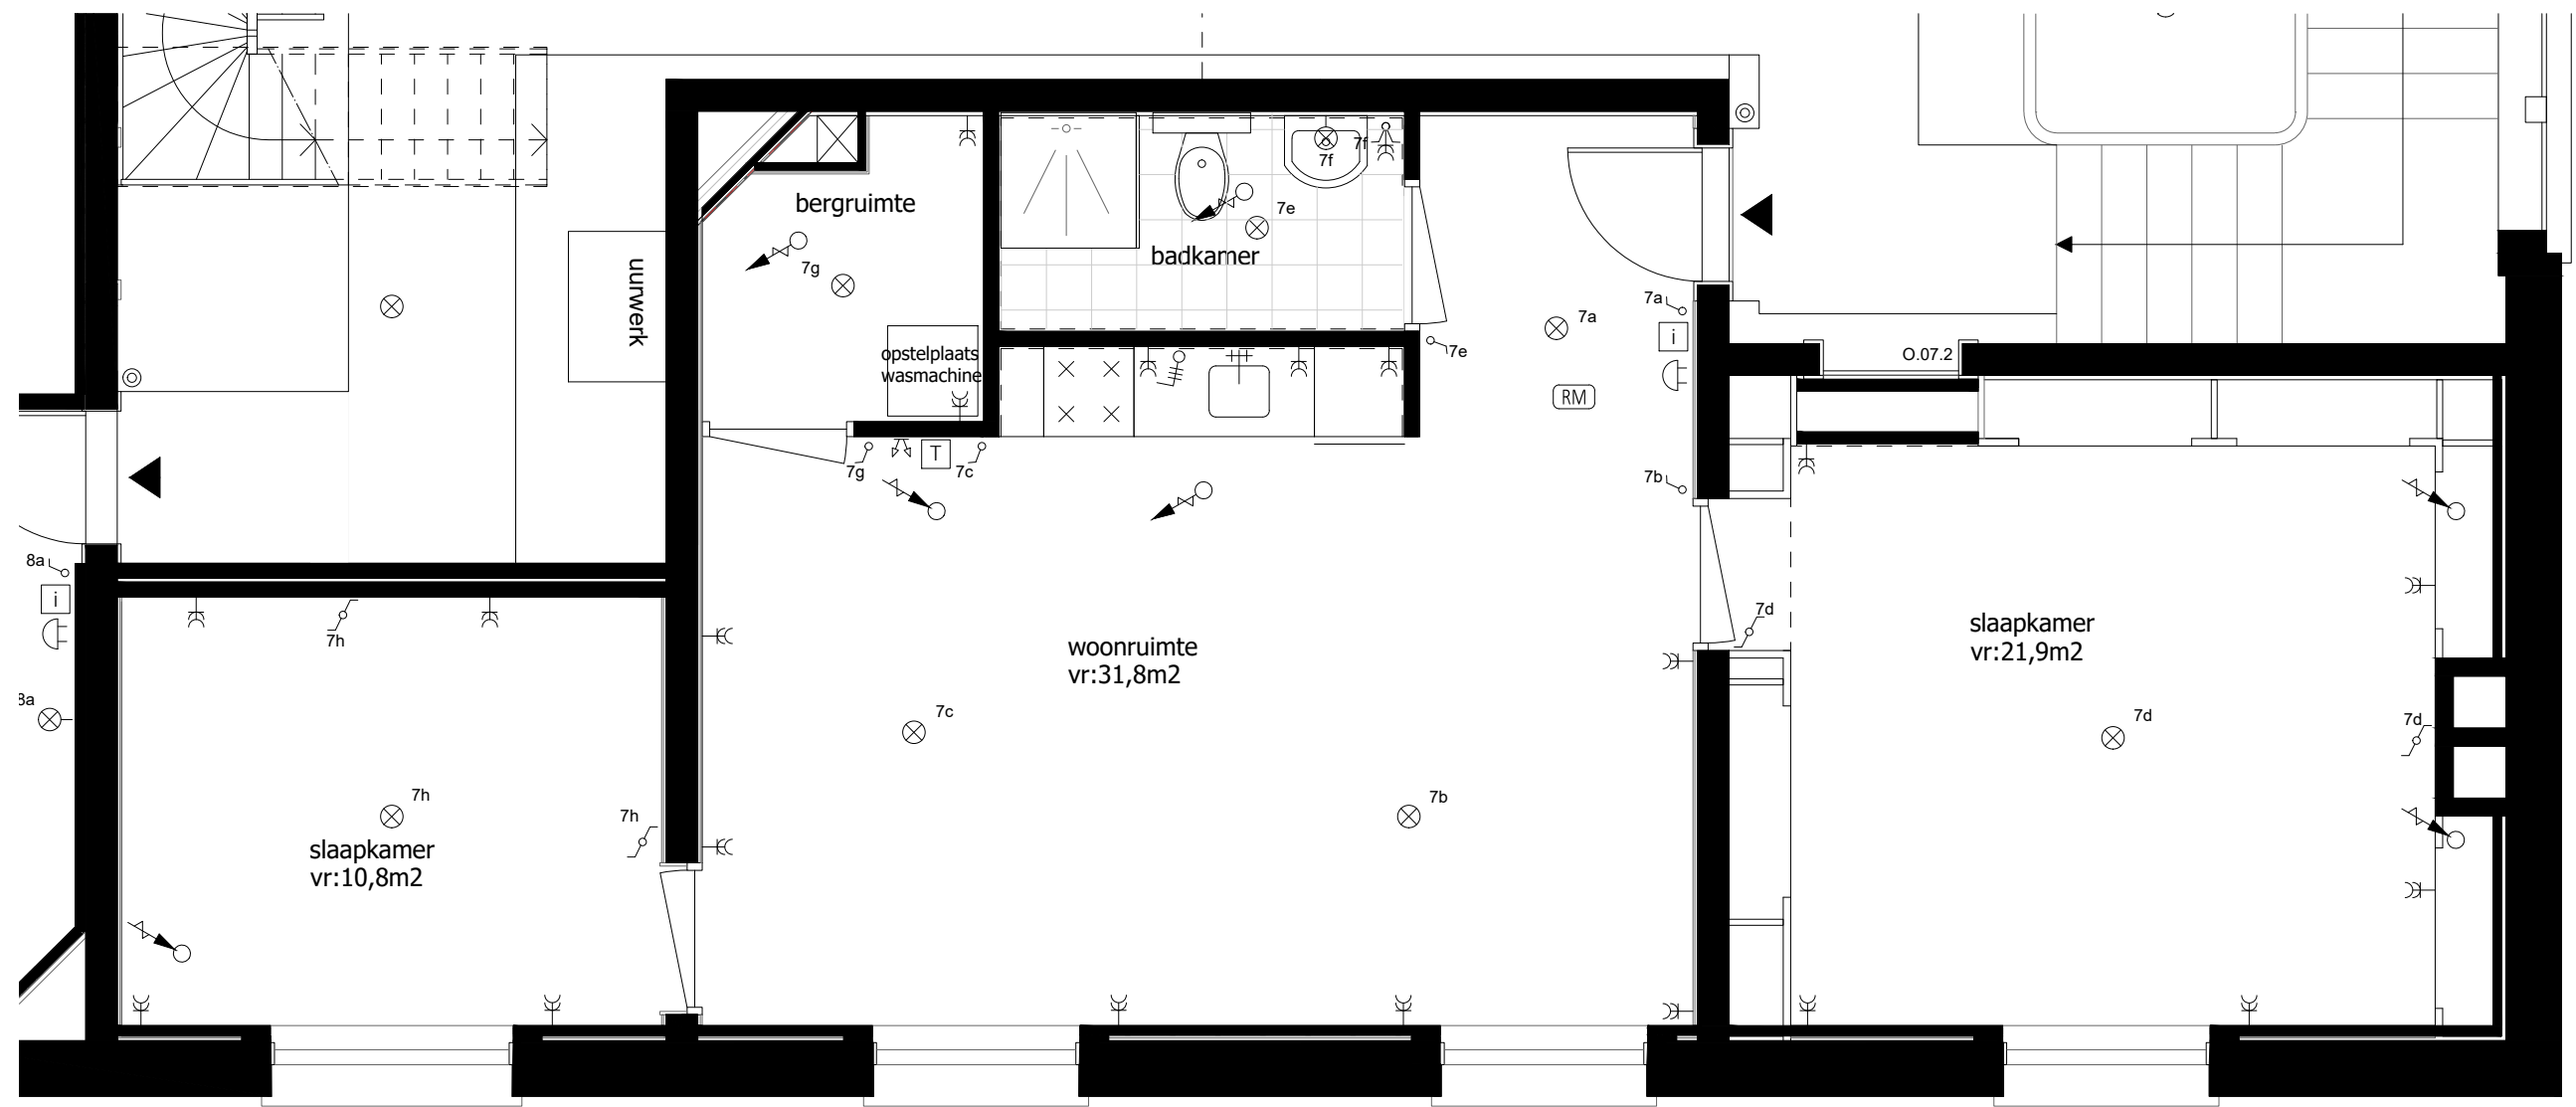 7f
7f
bergruimte
7e
badkamer
7g
uurwerk
7a
7a
i
opstelplaats
wasmachine
7e
O.07.2
RM
7g
T
7c
7b
8a
i
7h
7d
slaapkamer
vr:21,9m2
woonruimte
vr:31,8m2
8a
7c
7d
7d
7h
7h
7b
slaapkamer
vr:10,8m2